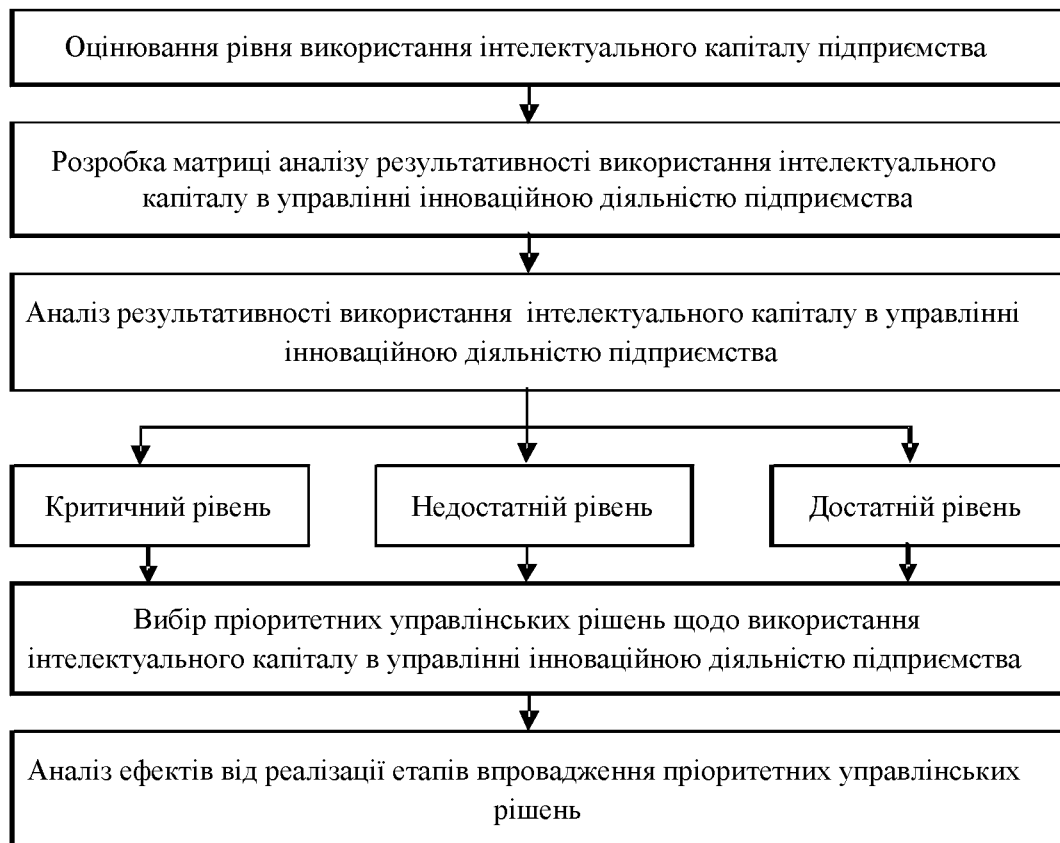 Оцінювання рівня використання інтелектуального капіталу підприємства
Розробка матриці аналізу результативності використання інтелектуального
капіталу в управлінні інноваційною діяльністю підприємства
Аналіз результативності використання інтелектуального капіталу в управлінні
інноваційною діяльністю підприємства
Критичний рівень
Недостатній рівень
Достатній рівень
Вибір пріоритетних управлінських рішень щодо використання
інтелектуального капіталу в управлінні інноваційною діяльністю підприємства
Аналіз ефектів від реалізації етапів впровадження пріоритетних управлінських
рішень